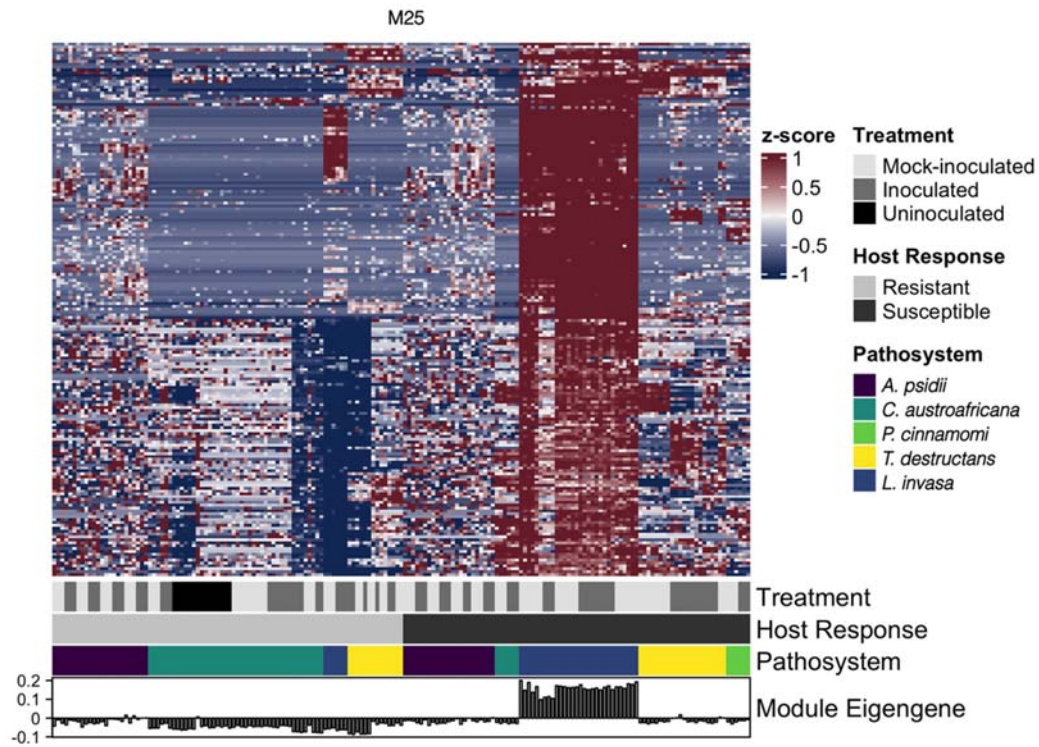 M25
z-score
1
0.5
0
-0.5
-1
Treatment
Mock-inoculated
Inoculated
Uninoculated
Host Response
Resistant
Susceptible
Pathosystem
A. psidii
C. austroafricana
P. cinnamomi
T. destructans
L. invasa
Treatment
Host Response
Pathosystem
0.2
0.1
0
-0.1
Module Eigengene